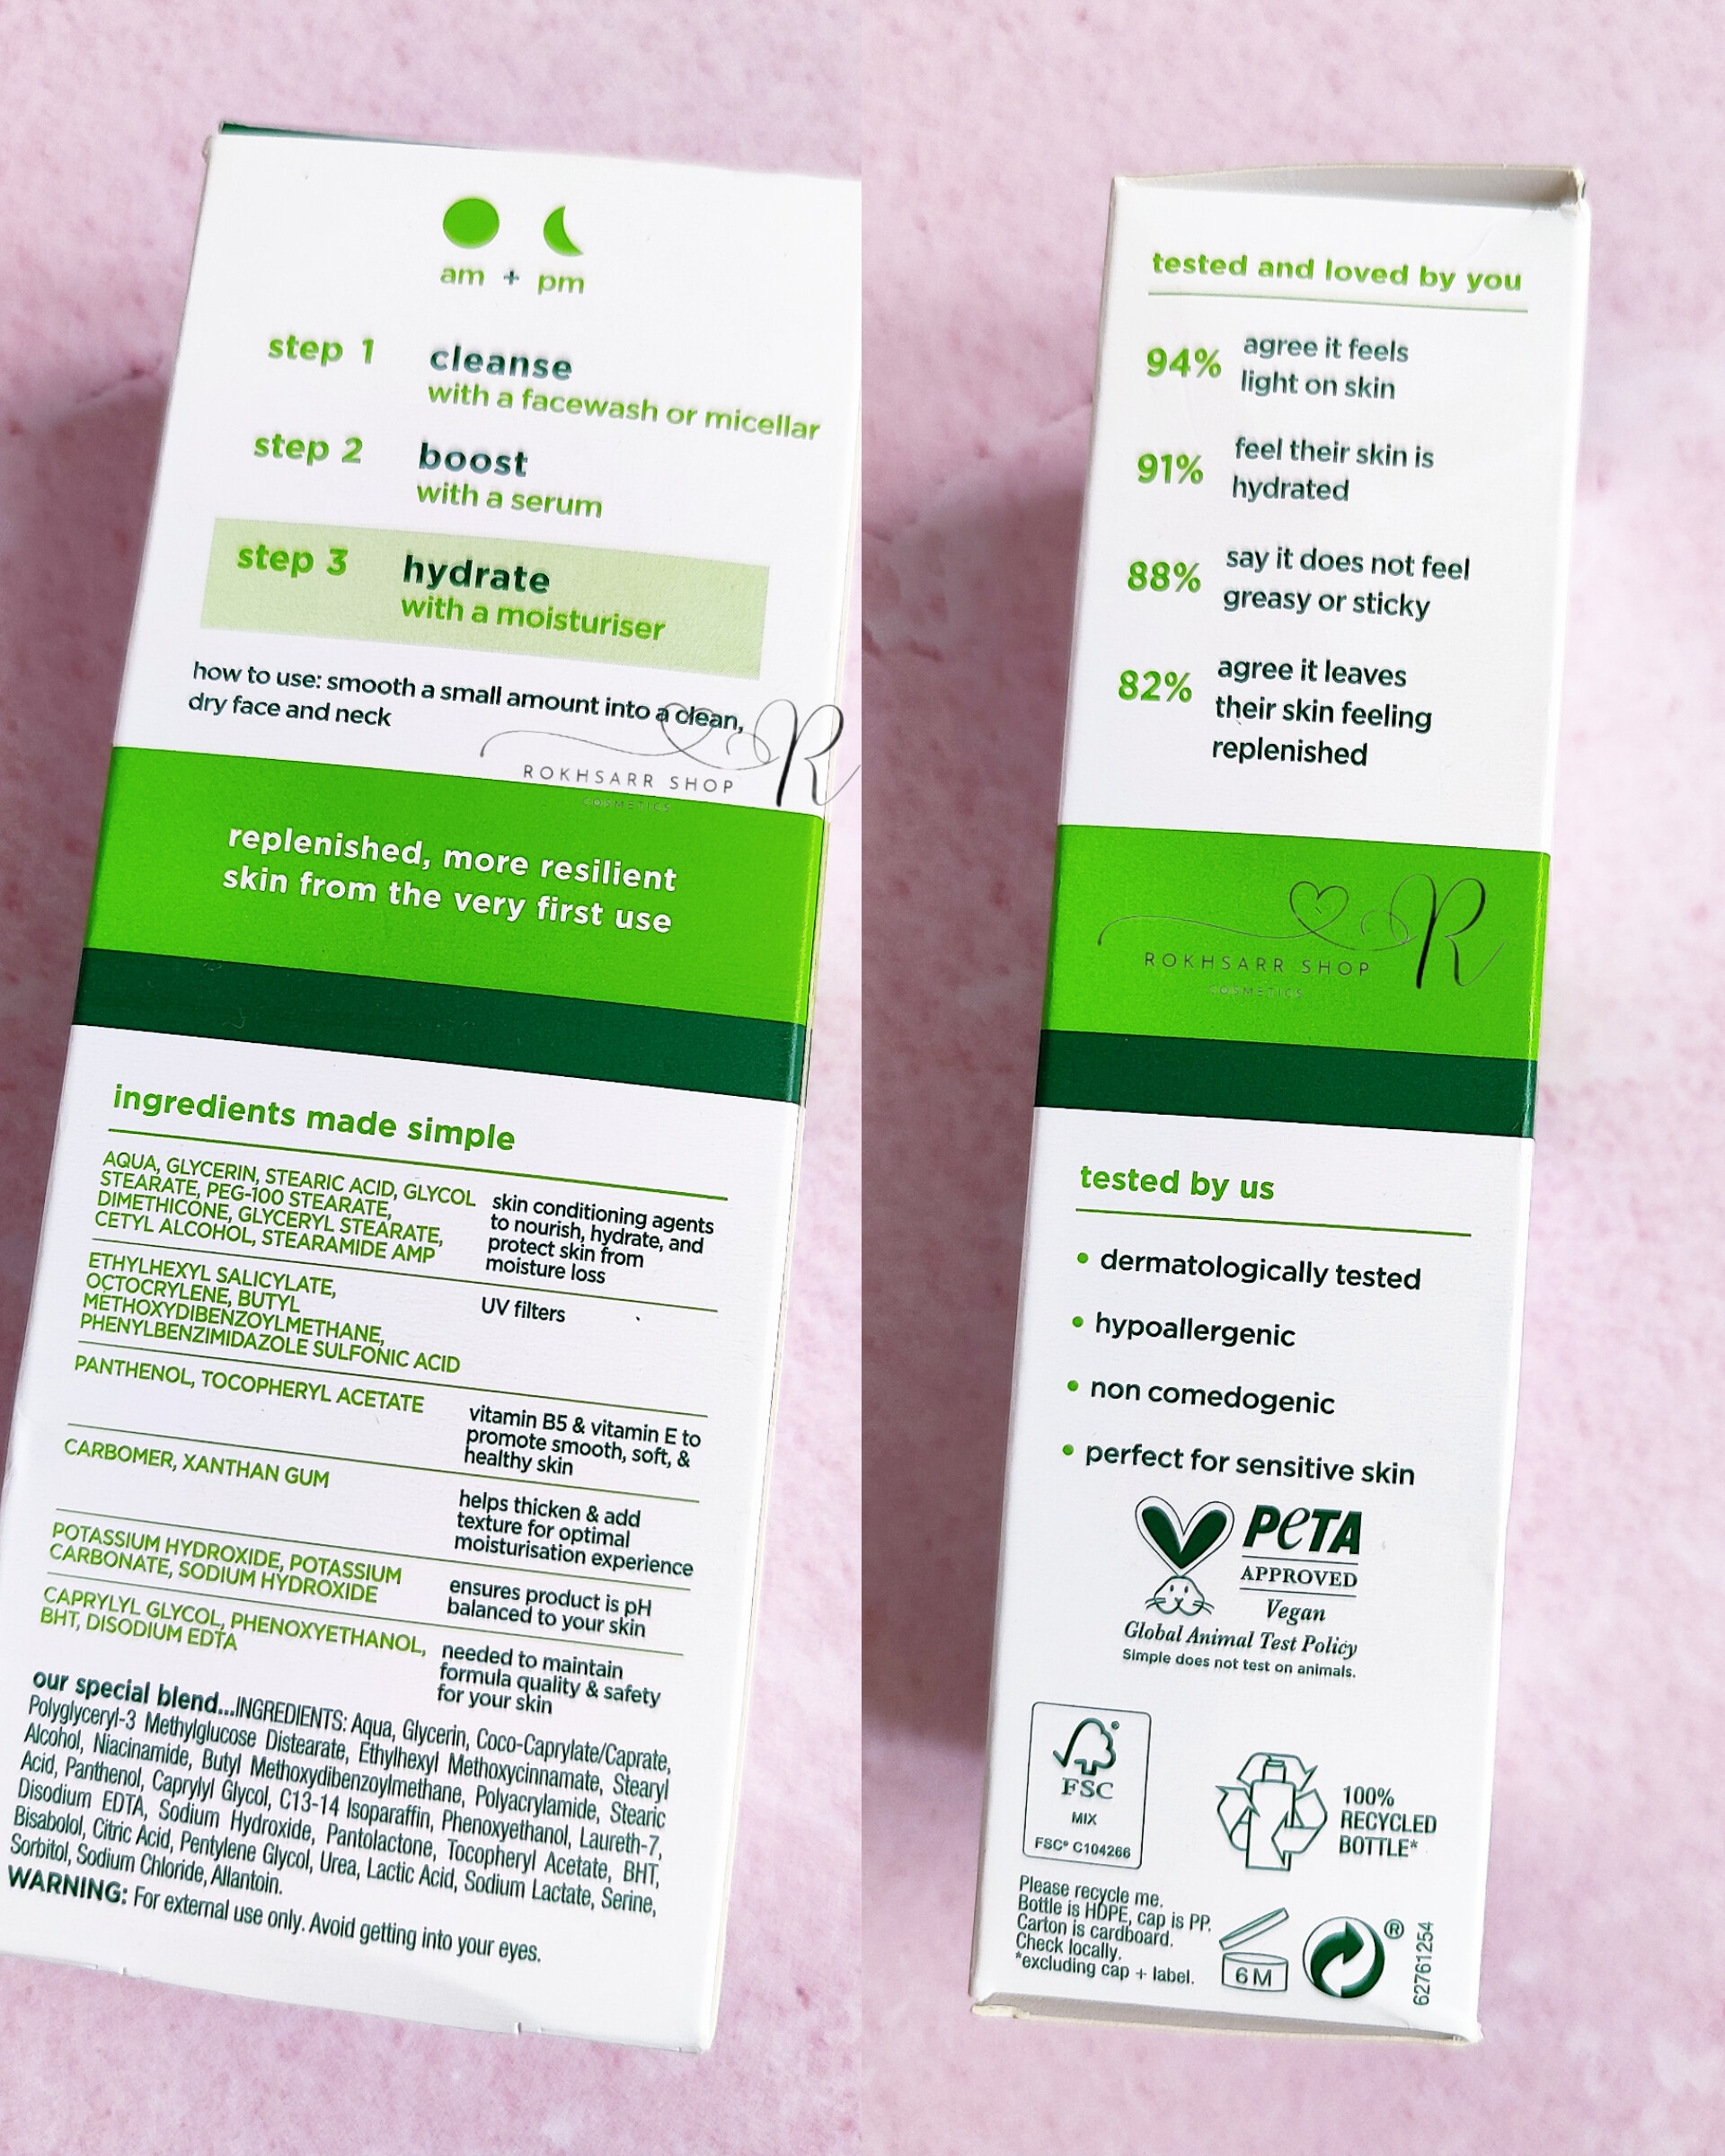 am + pm
step 1 cleanse
with a facewash or micellar
step 2 boost
with a serum
step 3 hydrate
with a moisturiser
how to use: smooth a small amount into a clean,
dry face and neck
ROKHSARR SHOP
COSMETICS
replenished, more resilient
skin from the very first use
ingredients made simple
AQUA, GLYCERIN, STEARIC ACID, GLYCOL
STEARATE, PEG-100 STEARATE,
DIMETHICONE, GLYCERYL STEARATE,
CETYL ALCOHOL, STEARAMIDE AMP
skin conditioning agents
to nourish, hydrate, and
protect skin from
moisture loss
ETHYLHEXYL SALICYLATE,
OCTOCRYLENE, BUTYL
METHOXYDIBENZOYLMETHANE,
PHENYLBENZIMIDAZOLE SULFONIC ACID
UV filters
PANTHENOL, TOCOPHERYL ACETATE
vitamin B5 & vitamin E to
promote smooth, soft, &
healthy skin
CARBOMER, XANTHAN GUM
helps thicken & add
texture for optimal
moisturisation experience
POTASSIUM HYDROXIDE, POTASSIUM
CARBONATE, SODIUM HYDROXIDE
ensures product is pH
balanced to your skin
CAPRYLYL GLYCOL, PHENOXYETHANOL,
BHT, DISODIUM EDTA
needed to maintain
formula quality & safety
for your skin
our special blend...INGREDIENTS: Aqua, Glycerin, Coco-Caprylate/Caprate,
Polyglyceryl-3 Methylglucose Distearate, Ethylhexyl Methoxycinnamate, Stearyl
Alcohol, Niacinamide, Butyl Methoxydibenzoylmethane, Polyacrylamide, Stearic
Acid, Panthenol, Caprylyl Glycol, C13-14 Isoparaffin, Phenoxyethanol, Laureth-7,
Disodium EDTA, Sodium Hydroxide, Pantolactone, Tocopheryl Acetate, BHT,
Bisabolol, Citric Acid, Pentylene Glycol, Urea, Lactic Acid, Sodium Lactate, Serine,
Sorbitol, Sodium Chloride, Allantoin.
WARNING: For external use only. Avoid getting into your eyes.
tested and loved by you
94% agree it feels
light on skin
91% feel their skin is
hydrated
88% say it does not feel
greasy or sticky
82% agree it leaves
their skin feeling
replenished
R
ROKHSARR SHOP
COSMETICS
tested by us
• dermatologically tested
• hypoallergenic
• non comedogenic
• perfect for sensitive skin
PeTA
APPROVED
Vegan
Global Animal Test Policy
Simple does not test on animals.
FSC
MIX
FSC® C104266
100%
RECYCLED
BOTTLE*
Please recycle me.
Bottle is HDPE, cap is PP.
Carton is cardboard.
Check locally.
*excluding cap + label.
6M
®
62761254